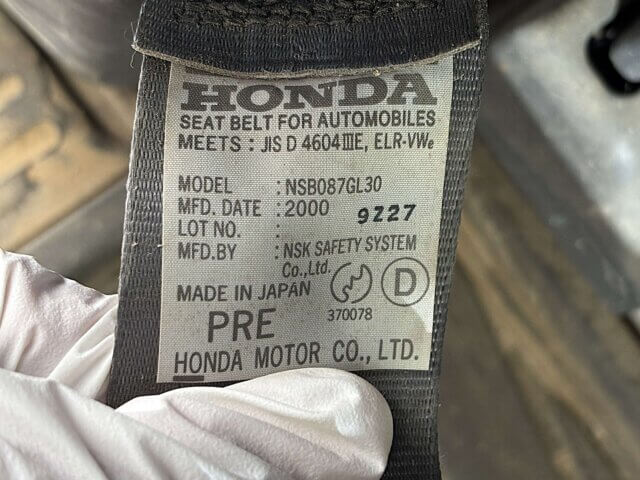 HONDA
SEAT BELT FOR AUTOMOBILES
MEETS : JIS D 4604ⅢE, ELR-VWe
MODEL : NSB087GL30
MFD. DATE : 2000 9Z27
LOT NO. :
MFD.BY : NSK SAFETY SYSTEM
Co.,Ltd.
MADE IN JAPAN
D
PRE
370078
HONDA MOTOR CO., LTD.